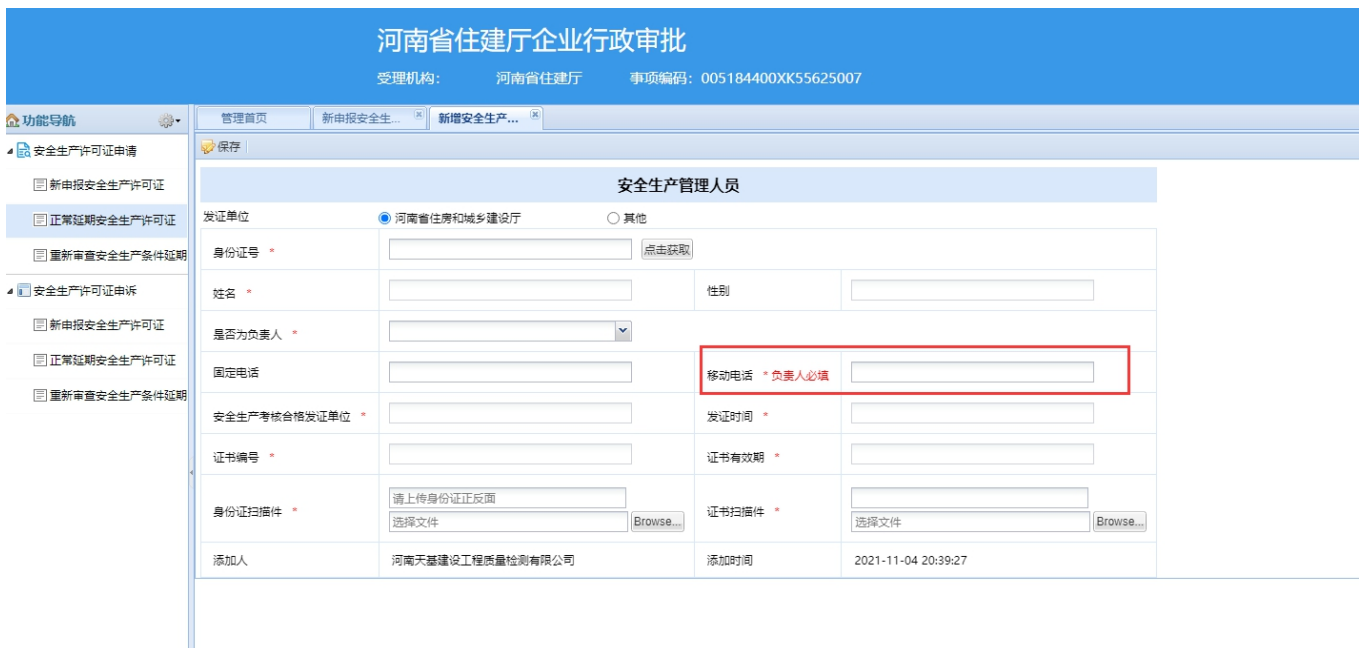 河南省住建厅企业行政审批
受理机构： 河南省住建厅 事项编码：005184400XK55625007
功能导航
管理首页 新申报安全生... 新增安全生产...
安全生产许可证申请
保存
新申报安全生产许可证
正常延期安全生产许可证
重新审查安全生产条件延期
安全生产许可证申诉
新申报安全生产许可证
正常延期安全生产许可证
重新审查安全生产条件延期
安全生产管理人员
发证单位 河南省住房和城乡建设厅 其他
身份证号 * 点击获取
姓名 * 性别
是否为负责人 *
固定电话 移动电话 *负责人必填
安全生产考核合格发证单位 * 发证时间 *
证书编号 * 证书有效期 *
身份证扫描件 * 请上传身份证正反面 证书扫描件 *
选择文件 Browse... 选择文件 Browse...
添加人 河南天基建设工程质量检测有限公司 添加时间 2021-11-04 20:39:27